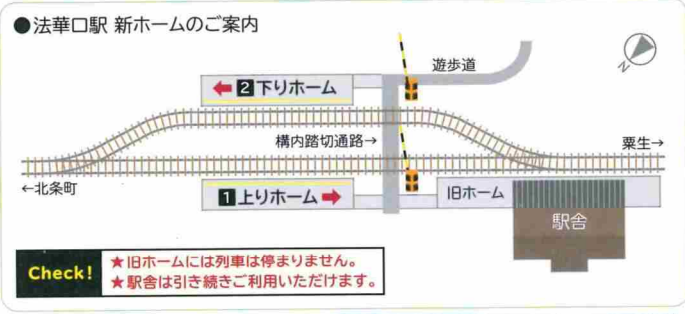 ●法華口駅 新ホームのご案内
遊歩道
N
←2下りホーム
構内踏切通路→
粟生→
←北条町
1上りホーム→
旧ホーム
駅舎
Check!
★旧ホームには列車は停まりません。
★駅舎は引き続きご利用いただけます。